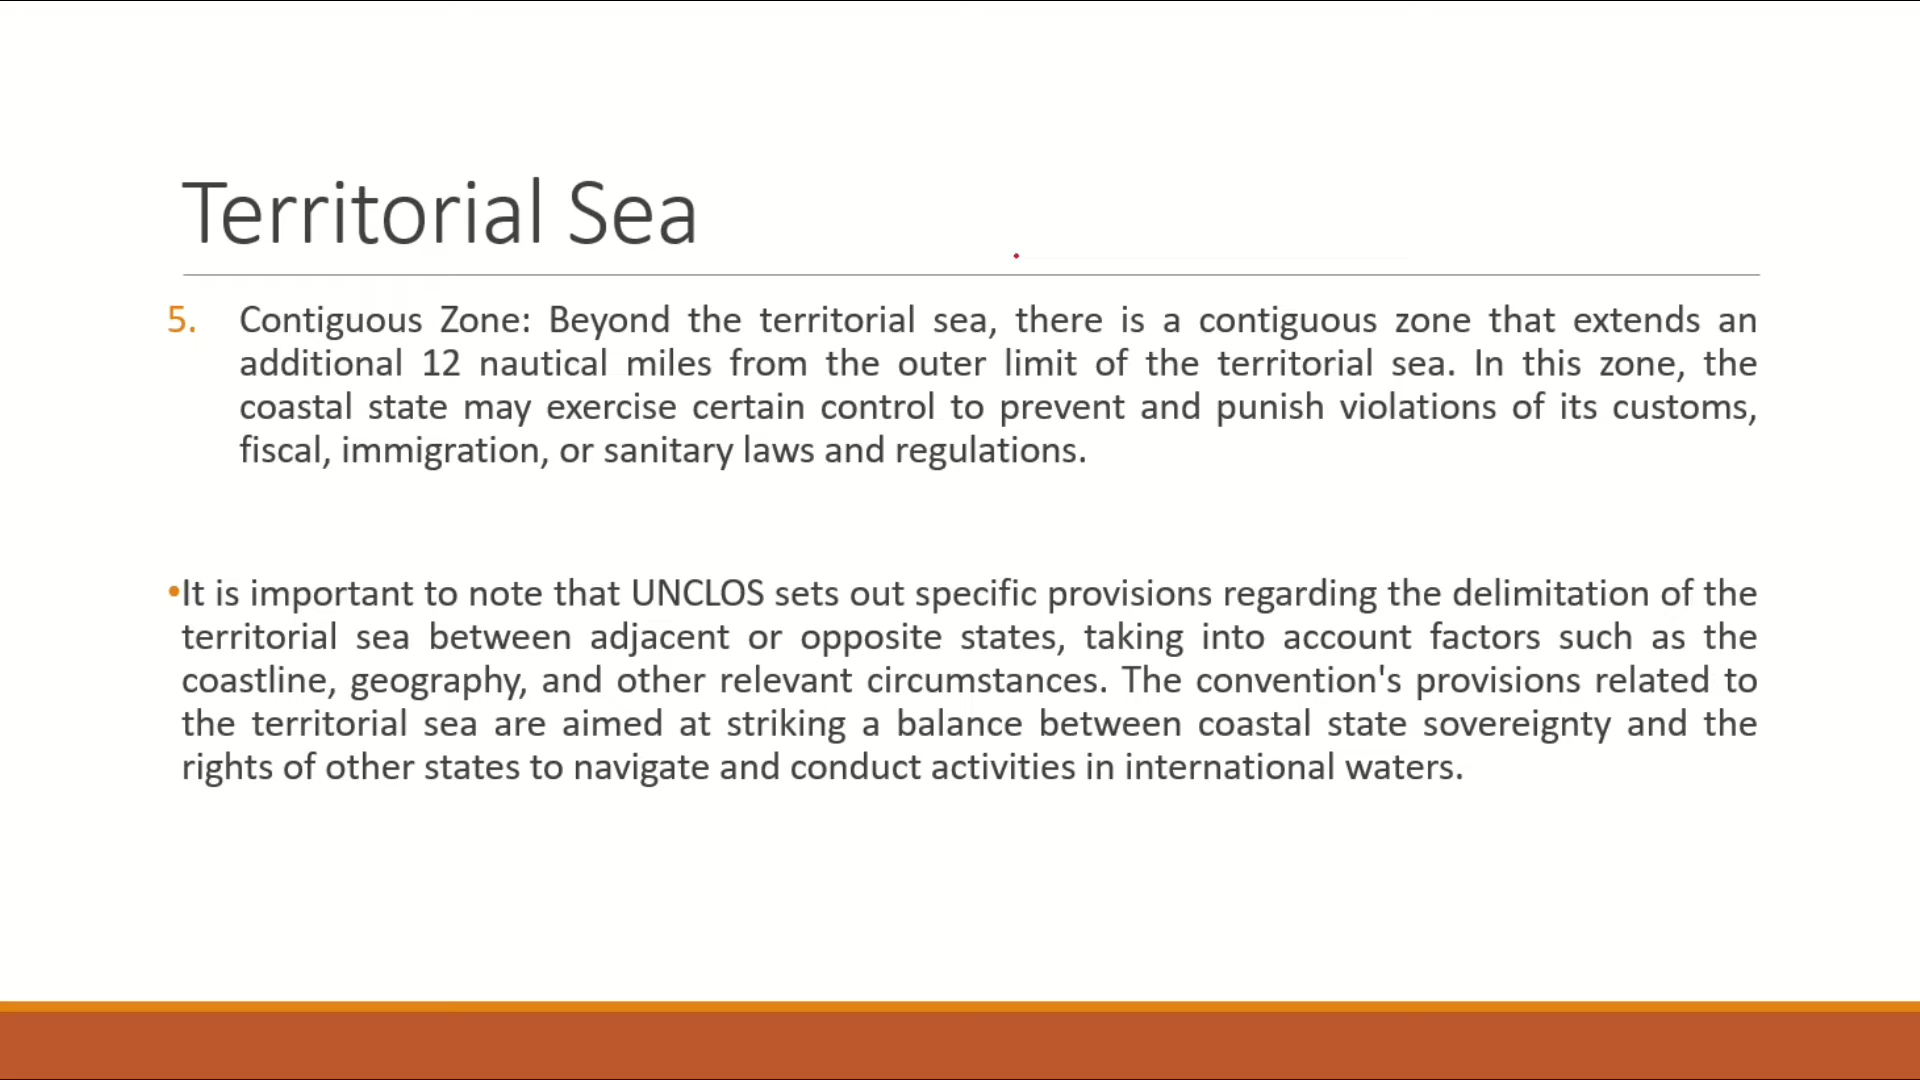 Territorial Sea
5. Contiguous Zone: Beyond the territorial sea, there is a contiguous zone that extends an
additional 12 nautical miles from the outer limit of the territorial sea. In this zone, the
coastal state may exercise certain control to prevent and punish violations of its customs,
fiscal, immigration, or sanitary laws and regulations.
•It is important to note that UNCLOS sets out specific provisions regarding the delimitation of the
territorial sea between adjacent or opposite states, taking into account factors such as the
coastline, geography, and other relevant circumstances. The convention's provisions related to
the territorial sea are aimed at striking a balance between coastal state sovereignty and the
rights of other states to navigate and conduct activities in international waters.